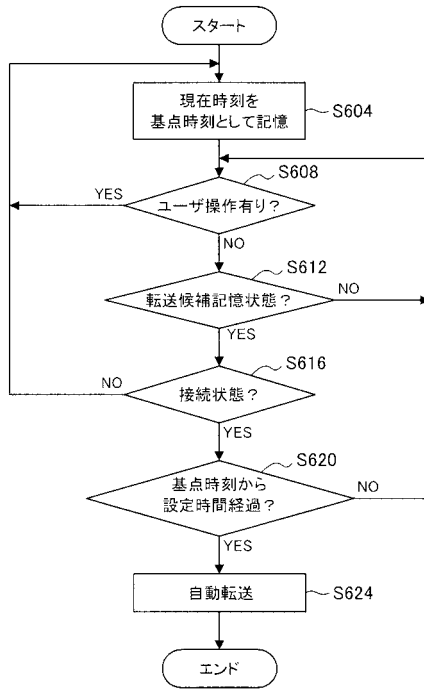 スタート
現在時刻を
基点時刻として記憶
S604
S608
YES
ユーザ操作有り?
NO
S612
転送候補記憶状態?
NO
YES
S616
NO
接続状態?
YES
S620
基点時刻から
設定時間経過?
NO
YES
自動転送
S624
エンド